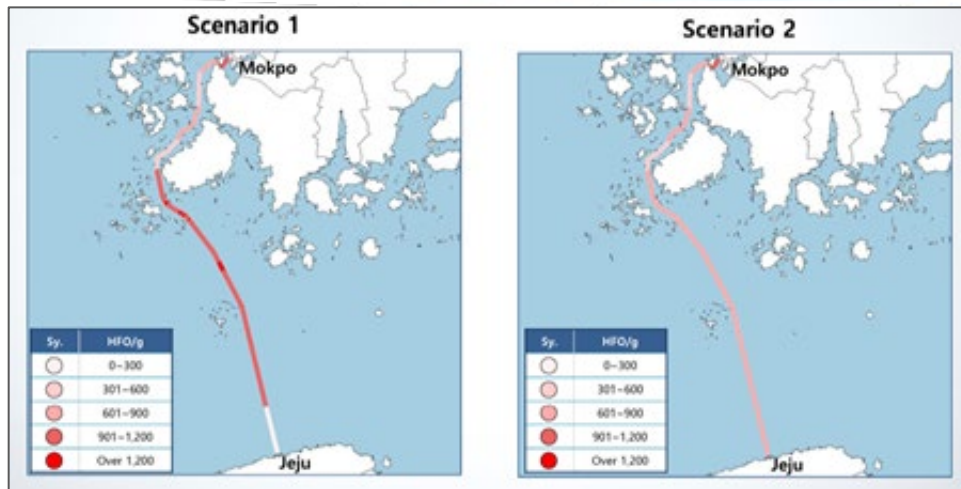 Scenario 1
Mokpo
Sy. HFO/g
0~300
301~600
601~900
901~1,200
Over 1,200
Jeju
Scenario 2
Mokpo
Sy. HFO/g
0~300
301~600
601~900
901~1,200
Over 1,200
Jeju